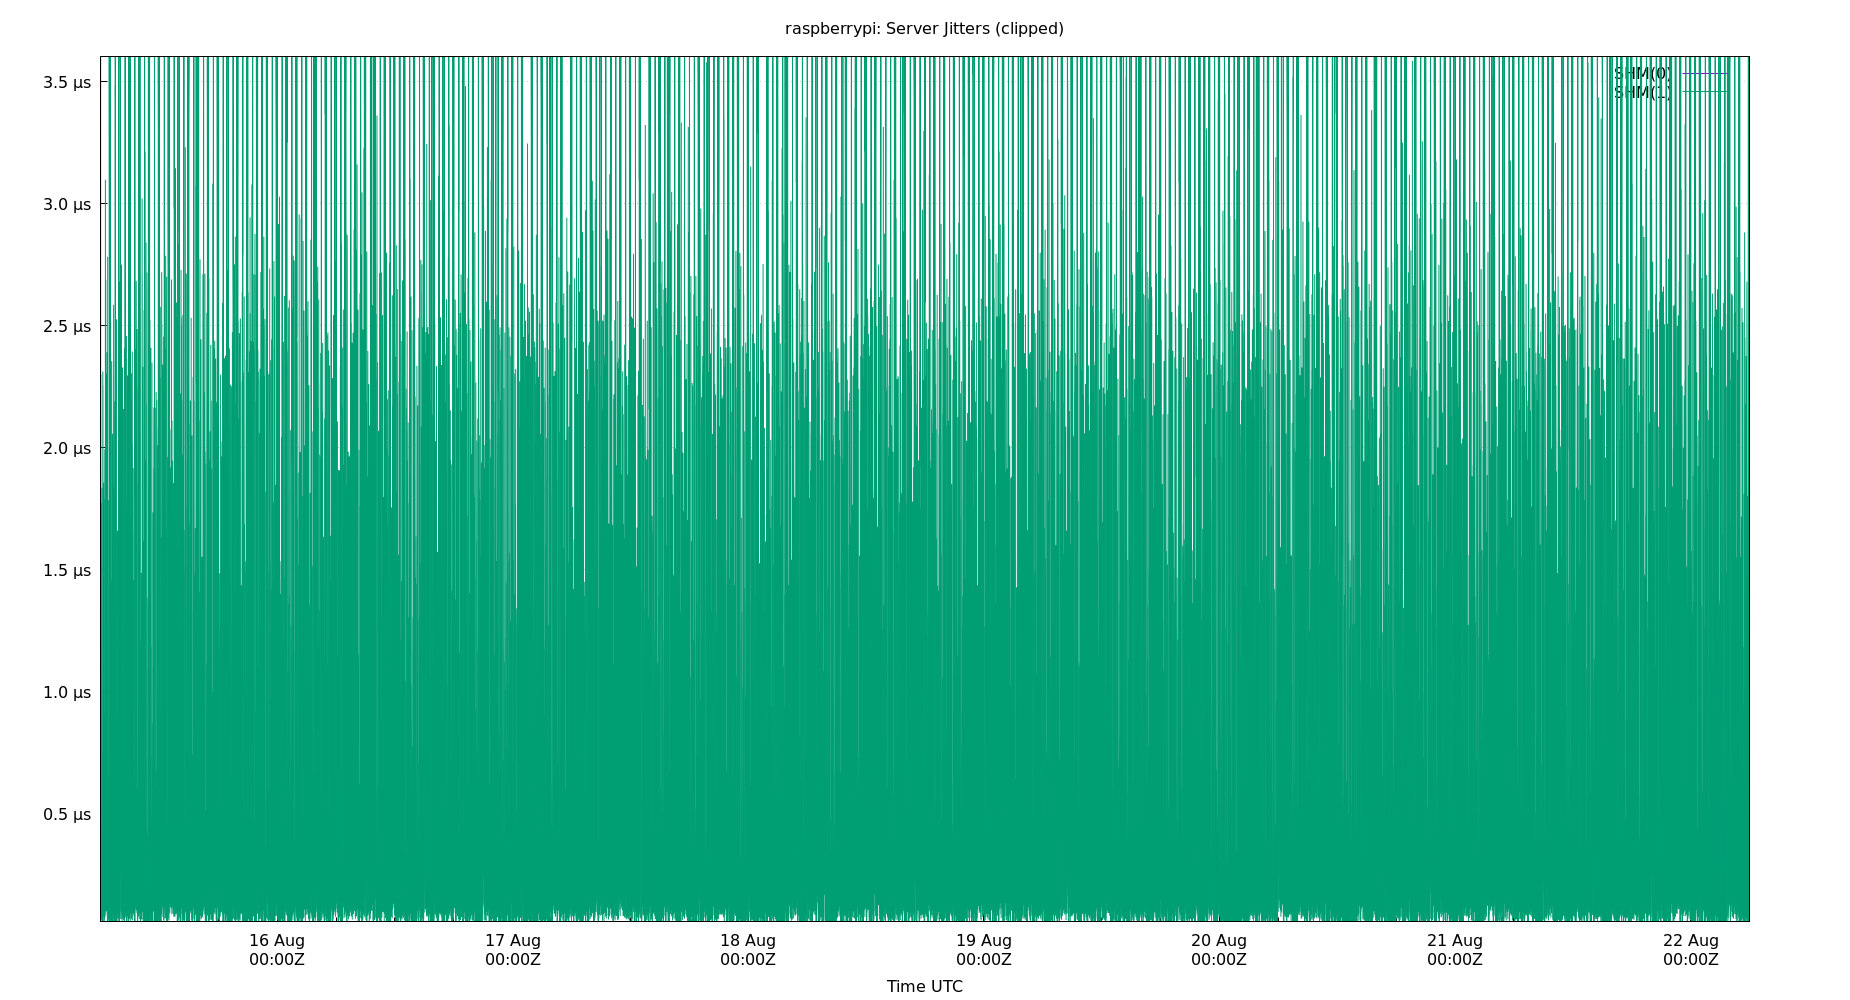 raspberrypi: Server Jitters (clipped)
SHM(0)
SHM(1)
3.5 µs
3.0 µs
2.5 µs
2.0 µs
1.5 µs
1.0 µs
0.5 µs
16 Aug 17 Aug 18 Aug 19 Aug 20 Aug 21 Aug 22 Aug
00:00Z 00:00Z 00:00Z 00:00Z 00:00Z 00:00Z 00:00Z
Time UTC